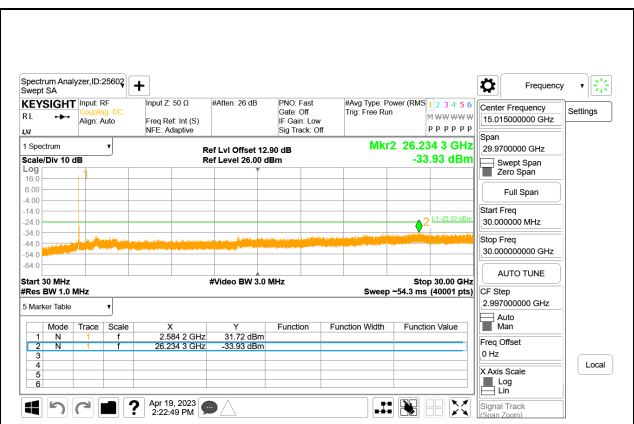 Spectrum Analyzer,ID:25602
Swept SA
+
Frequency
KEYSIGHT
RL
Input: RF
Coupling: DC
Align: Auto
Input Z: 50 Ω
Freq Ref: Int (S)
NFE: Adaptive
#Atten: 26 dB
PNO: Fast
Gate: Off
IF Gain: Low
Sig Track: Off
#Avg Type: Power (RMS
Trig: Free Run
1 2 3 4 5 6
M W W W W W
P P P P P P
Center Frequency
15.015000000 GHz
Settings
Span
29.9700000 GHz
Swept Span
Zero Span
Full Span
Start Freq
30.000000 MHz
Stop Freq
30.000000000 GHz
AUTO TUNE
CF Step
2.997000000 GHz
Auto
Man
Freq Offset
0 Hz
X Axis Scale
Log
Lin
Signal Track
(Span Zoom)
Local
1 Spectrum
Scale/Div 10 dB
Ref Lvl Offset 12.90 dB
Ref Level 26.00 dBm
Mkr2 26.234 3 GHz
-33.93 dBm
Log
16.0
6.00
-4.00
-14.0
-24.0
-34.0
-44.0
-54.0
-64.0
1
2
Start 30 MHz
#Res BW 1.0 MHz
#Video BW 3.0 MHz
Stop 30.00 GHz
Sweep ~54.3 ms (40001 pts)
5 Marker Table
Mode Trace Scale X Y Function Function Width Function Value
1 N 1 f 2.584 2 GHz 31.72 dBm
2 N 1 f 26.234 3 GHz -33.93 dBm
3
4
5
6
?
Apr 19, 2023
2:22:49 PM